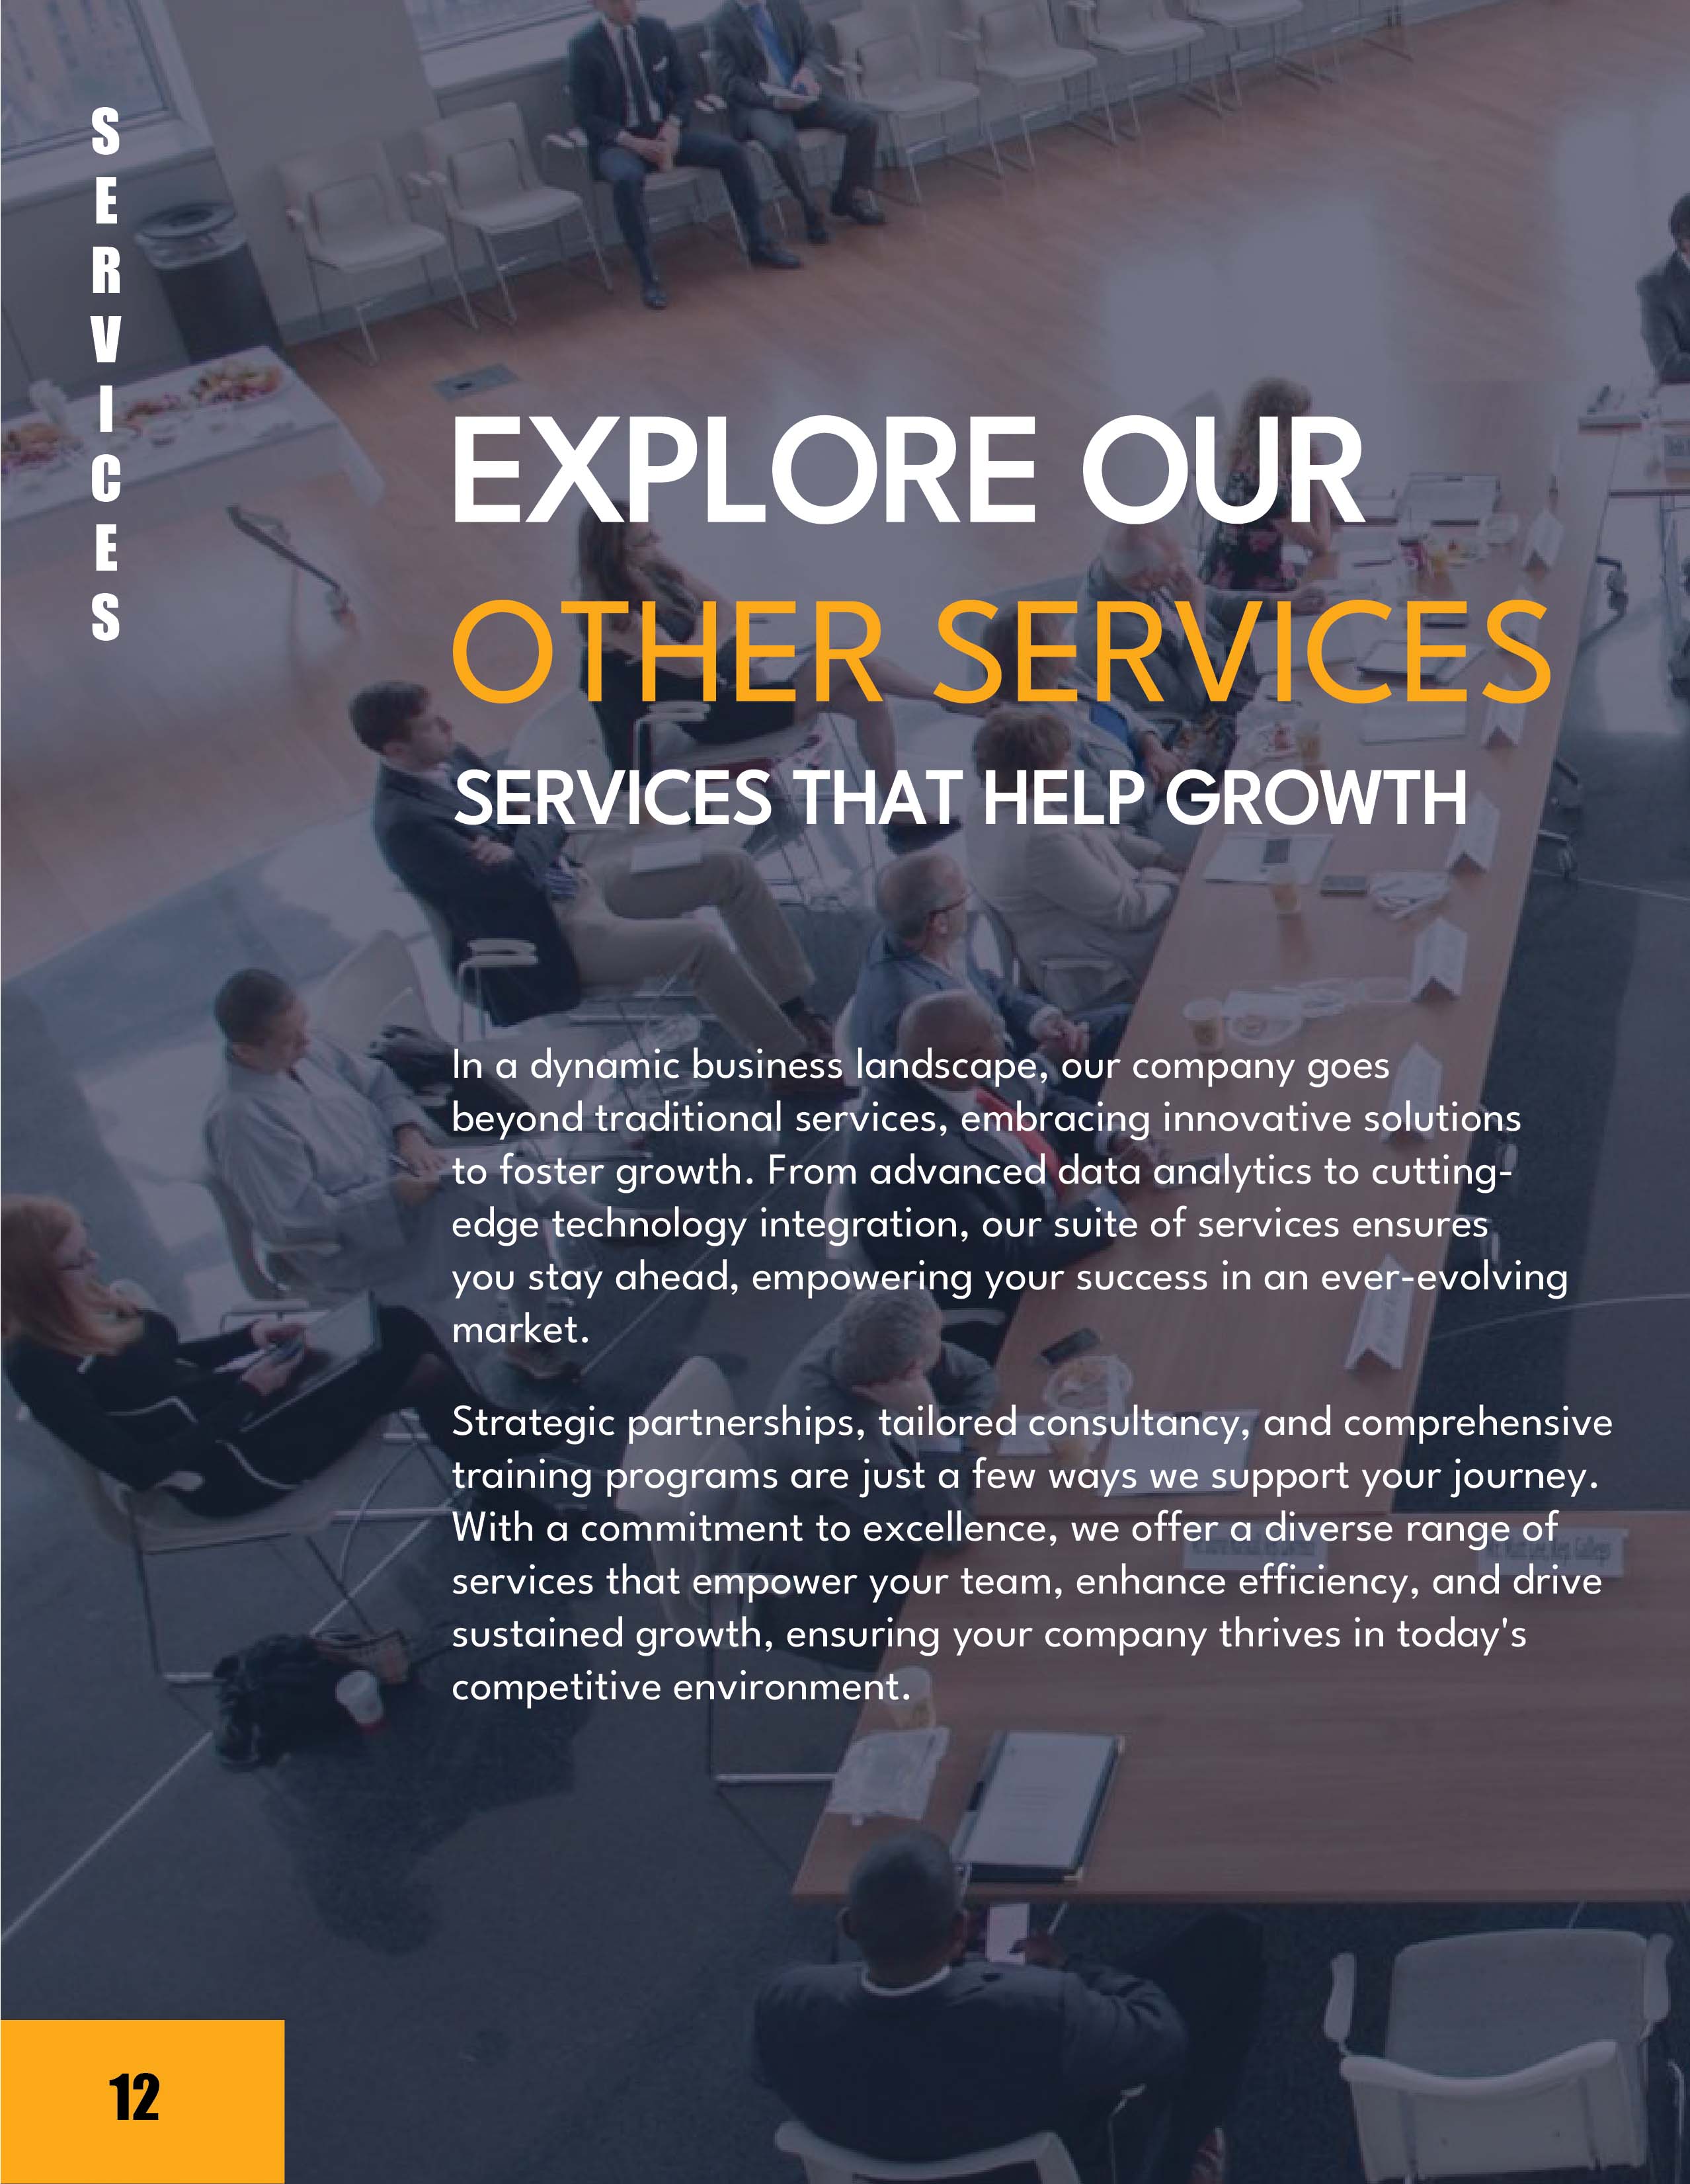 S
E
R
V
I
C
E
S
EXPLORE OUR
OTHER SERVICES
SERVICES THAT HELP GROWTH
In a dynamic business landscape, our company goes
beyond traditional services, embracing innovative solutions
to foster growth. From advanced data analytics to cutting-
edge technology integration, our suite of services ensures
you stay ahead, empowering your success in an ever-evolving
market.
Strategic partnerships, tailored consultancy, and comprehensive
training programs are just a few ways we support your journey.
With a commitment to excellence, we offer a diverse range of
services that empower your team, enhance efficiency, and drive
sustained growth, ensuring your company thrives in today's
competitive environment.
12